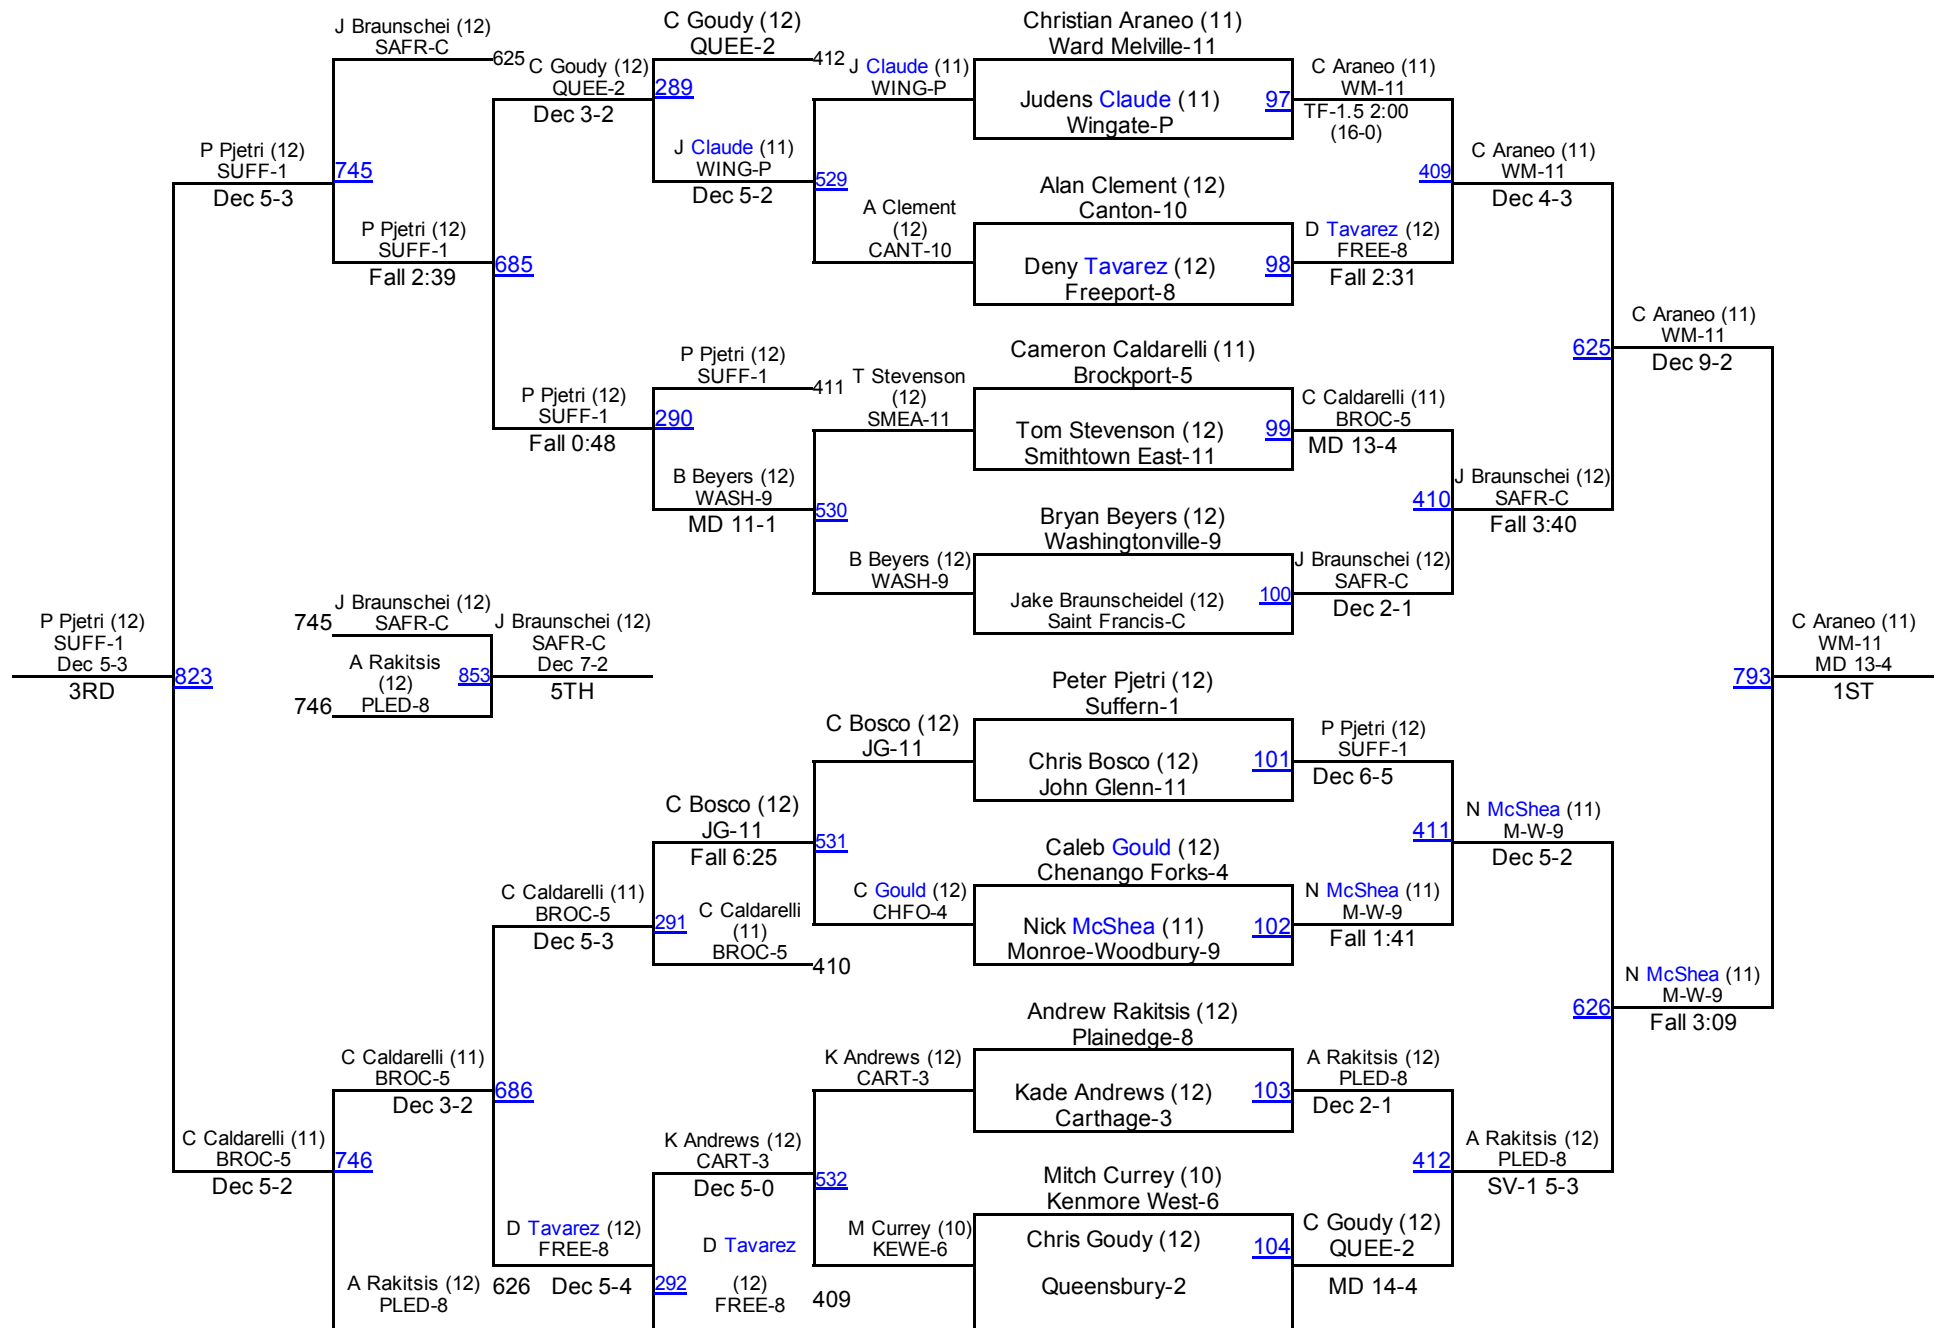 J Braunschei (12)
SAFR-C
625
C Goudy (12)
QUEE-2
Dec 3-2
C Goudy (12)
QUEE-2
412
289
J Claude (11)
WING-P
Christian Araneo (11)
Ward Melville-11
Judens Claude (11)
Wingate-P
97
C Araneo (11)
WM-11
TF-1.5 2:00
(16-0)
P Pjetri (12)
SUFF-1
Dec 5-3
745
J Claude (11)
WING-P
Dec 5-2
529
Alan Clement (12)
Canton-10
409
C Araneo (11)
WM-11
Dec 4-3
P Pjetri (12)
SUFF-1
Fall 2:39
685
A Clement
(12)
CANT-10
Deny Tavarez (12)
Freeport-8
98
D Tavarez (12)
FREE-8
Fall 2:31
P Pjetri (12)
SUFF-1
411
T Stevenson
(12)
SMEA-11
Cameron Caldarelli (11)
Brockport-5
625
C Araneo (11)
WM-11
Dec 9-2
P Pjetri (12)
SUFF-1
Fall 0:48
290
Tom Stevenson (12)
Smithtown East-11
99
C Caldarelli (11)
BROC-5
MD 13-4
B Beyers (12)
WASH-9
MD 11-1
530
Bryan Beyers (12)
Washingtonville-9
410
J Braunschei (12)
SAFR-C
Fall 3:40
B Beyers (12)
WASH-9
Jake Braunscheidel (12)
Saint Francis-C
100
J Braunschei (12)
SAFR-C
Dec 2-1
P Pjetri (12)
SUFF-1
Dec 5-3
3RD
823
745
J Braunschei (12)
SAFR-C
A Rakitsis
(12)
PLED-8
746
853
J Braunschei (12)
SAFR-C
Dec 7-2
5TH
793
C Araneo (11)
WM-11
MD 13-4
1ST
Peter Pjetri (12)
Suffern-1
C Bosco (12)
JG-11
Chris Bosco (12)
John Glenn-11
101
P Pjetri (12)
SUFF-1
Dec 6-5
C Bosco (12)
JG-11
Fall 6:25
531
Caleb Gould (12)
Chenango Forks-4
411
N McShea (11)
M-W-9
Dec 5-2
C Caldarelli (11)
BROC-5
Dec 5-3
291
C Caldarelli
(11)
BROC-5
410
C Gould (12)
CHFO-4
Nick McShea (11)
Monroe-Woodbury-9
102
N McShea (11)
M-W-9
Fall 1:41
626
N McShea (11)
M-W-9
Fall 3:09
Andrew Rakitsis (12)
Plainedge-8
C Caldarelli (11)
BROC-5
Dec 3-2
686
K Andrews (12)
CART-3
Kade Andrews (12)
Carthage-3
103
A Rakitsis (12)
PLED-8
Dec 2-1
C Caldarelli (11)
BROC-5
Dec 5-2
746
K Andrews (12)
CART-3
Dec 5-0
532
Mitch Currey (10)
Kenmore West-6
412
A Rakitsis (12)
PLED-8
SV-1 5-3
D Tavarez (12)
FREE-8
Dec 5-4
D Tavarez
(12)
FREE-8
292
409
M Currey (10)
KEWE-6
Chris Goudy (12)
Queensbury-2
104
C Goudy (12)
QUEE-2
MD 14-4
A Rakitsis (12)
PLED-8
626